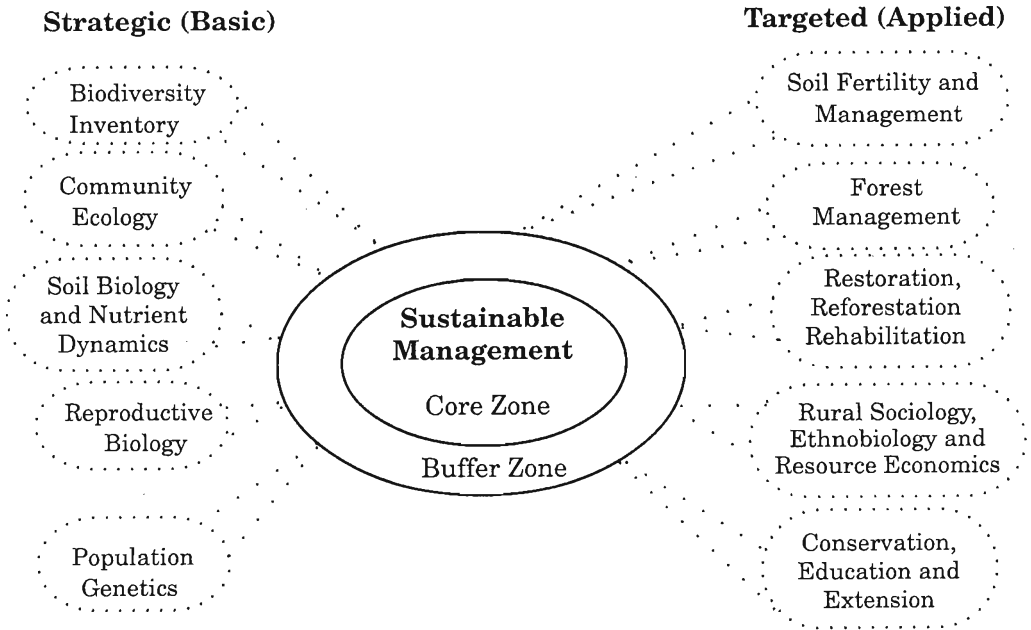 Strategic (Basic)
Biodiversity
Inventory
Community
Ecology
Soil Biology
and Nutrient
Dynamics
Reproductive
Biology
Population
Genetics
Sustainable
Management
Core Zone
Buffer Zone
Targeted (Applied)
Soil Fertility and
Management
Forest
Management
Restoration,
Reforestation
Rehabilitation
Rural Sociology,
Ethnobiology and
Resource Economics
Conservation,
Education and
Extension